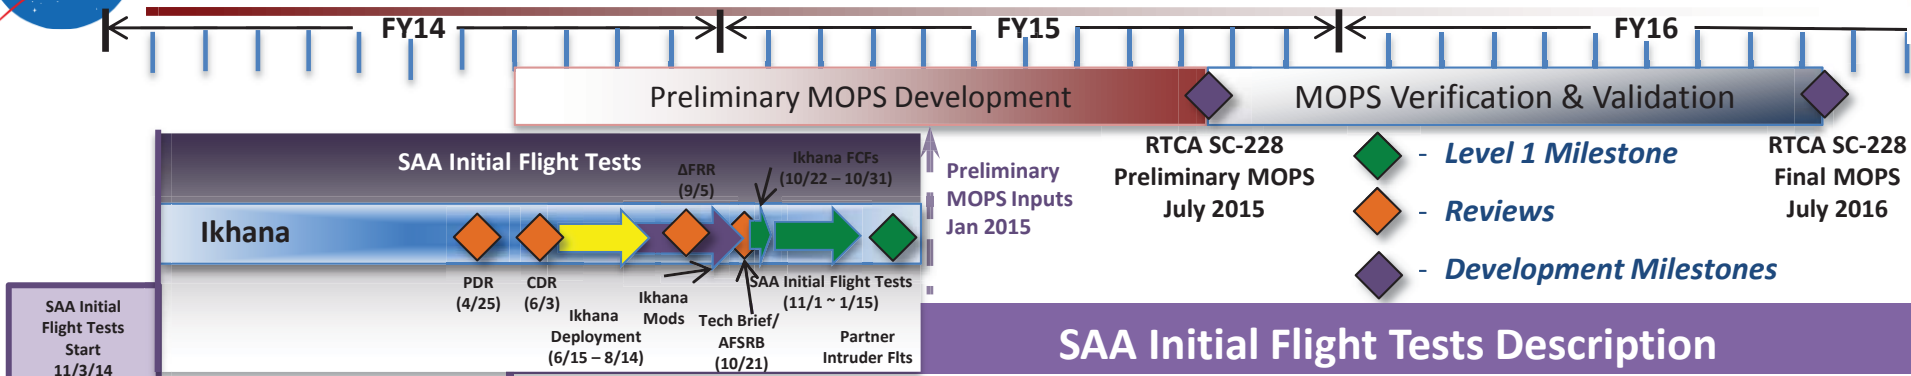 FY14 FY15 FY16
Preliminary MOPS Development
MOPS Verification & Validation
RTCA SC-228
Preliminary MOPS
July 2015
- Level 1 Milestone
- Reviews
- Development Milestones
RTCA SC-228
Final MOPS
July 2016
SAA Initial Flight Tests
ΔFRR
(9/5)
Ikhana FCFs
(10/22 – 10/31)
Preliminary
MOPS Inputs
Jan 2015
Ikhana
PDR
(4/25)
CDR
(6/3)
Ikhana
Deployment
(6/15 – 8/14)
Ikhana
Mods
Tech Brief/
AFSRB
(10/21)
SAA Initial Flight Tests
(11/1 ~ 1/15)
Partner
Intruder Flts
SAA Initial
Flight Tests
Start
11/3/14
SAA Initial Flight Tests Description